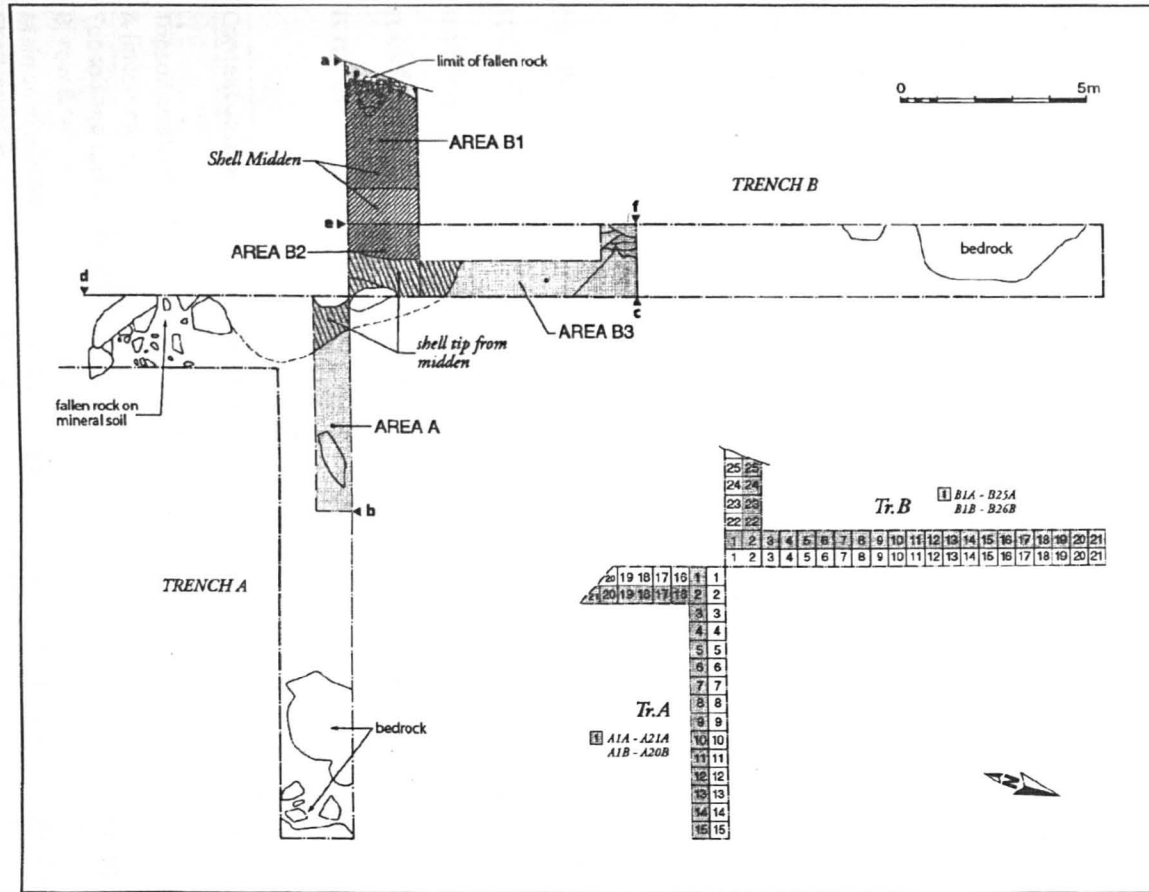 a
limit of fallen rock
0 5m
AREA B1
Shell Midden
TRENCH B
f
e
AREA B2
bedrock
d
c
AREA B3
shell tip from
midden
fallen rock on
mineral soil
AREA A
b
25 25
24 24
23 23
22 22
Tr.B
1 B1A - B25A
B1B - B26B
1 2 3 4 5 6 7 8 9 10 11 12 13 14 15 16 17 18 19 20 21
1 2 3 4 5 6 7 8 9 10 11 12 13 14 15 16 17 18 19 20 21
TRENCH A
20 19 18 17 16 1 1
21 20 19 18 17 16 2 2
3 3
4 4
5 5
6 6
7 7
8 8
9 9
10 10
11 11
12 12
13 13
14 14
15 15
Tr.A
1 A1A - A21A
A1B - A20B
bedrock
N